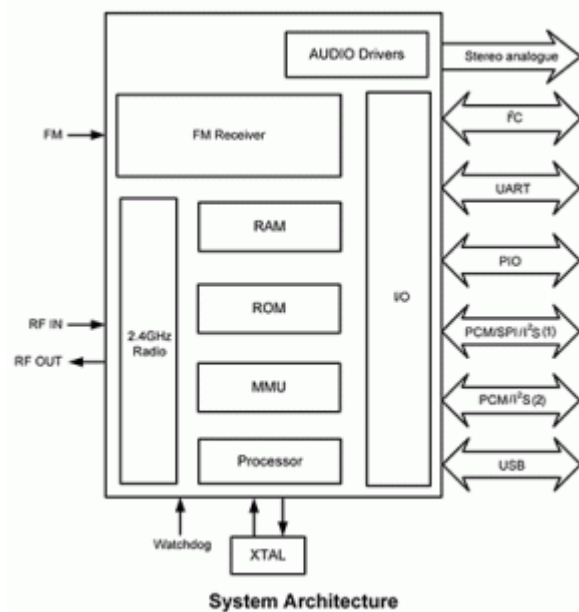 AUDIO Drivers
Stereo analogue
FM
FM Receiver
I²C
UART
RAM
PIO
ROM
I/O
2.4GHz
Radio
RF IN
RF OUT
PCM/SPI/I²S(1)
MMU
PCM/I²S(2)
Processor
USB
Watchdog
XTAL
System Architecture